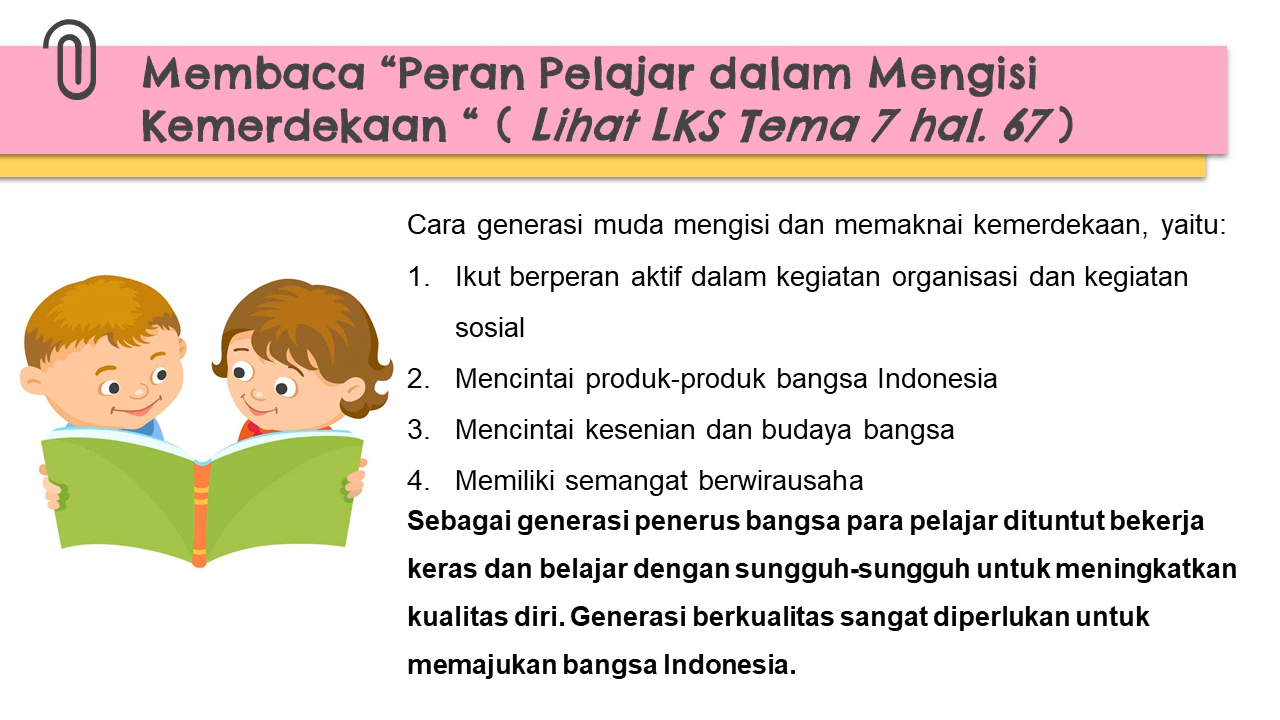 Membaca “Peran Pelajar dalam Mengisi
Kemerdekaan “ ( Lihat LKS Tema 7 hal. 67 )
Cara generasi muda mengisi dan memaknai kemerdekaan, yaitu:
1. Ikut berperan aktif dalam kegiatan organisasi dan kegiatan
sosial
2. Mencintai produk-produk bangsa Indonesia
3. Mencintai kesenian dan budaya bangsa
4. Memiliki semangat berwirausaha
Sebagai generasi penerus bangsa para pelajar dituntut bekerja
keras dan belajar dengan sungguh-sungguh untuk meningkatkan
kualitas diri. Generasi berkualitas sangat diperlukan untuk
memajukan bangsa Indonesia.